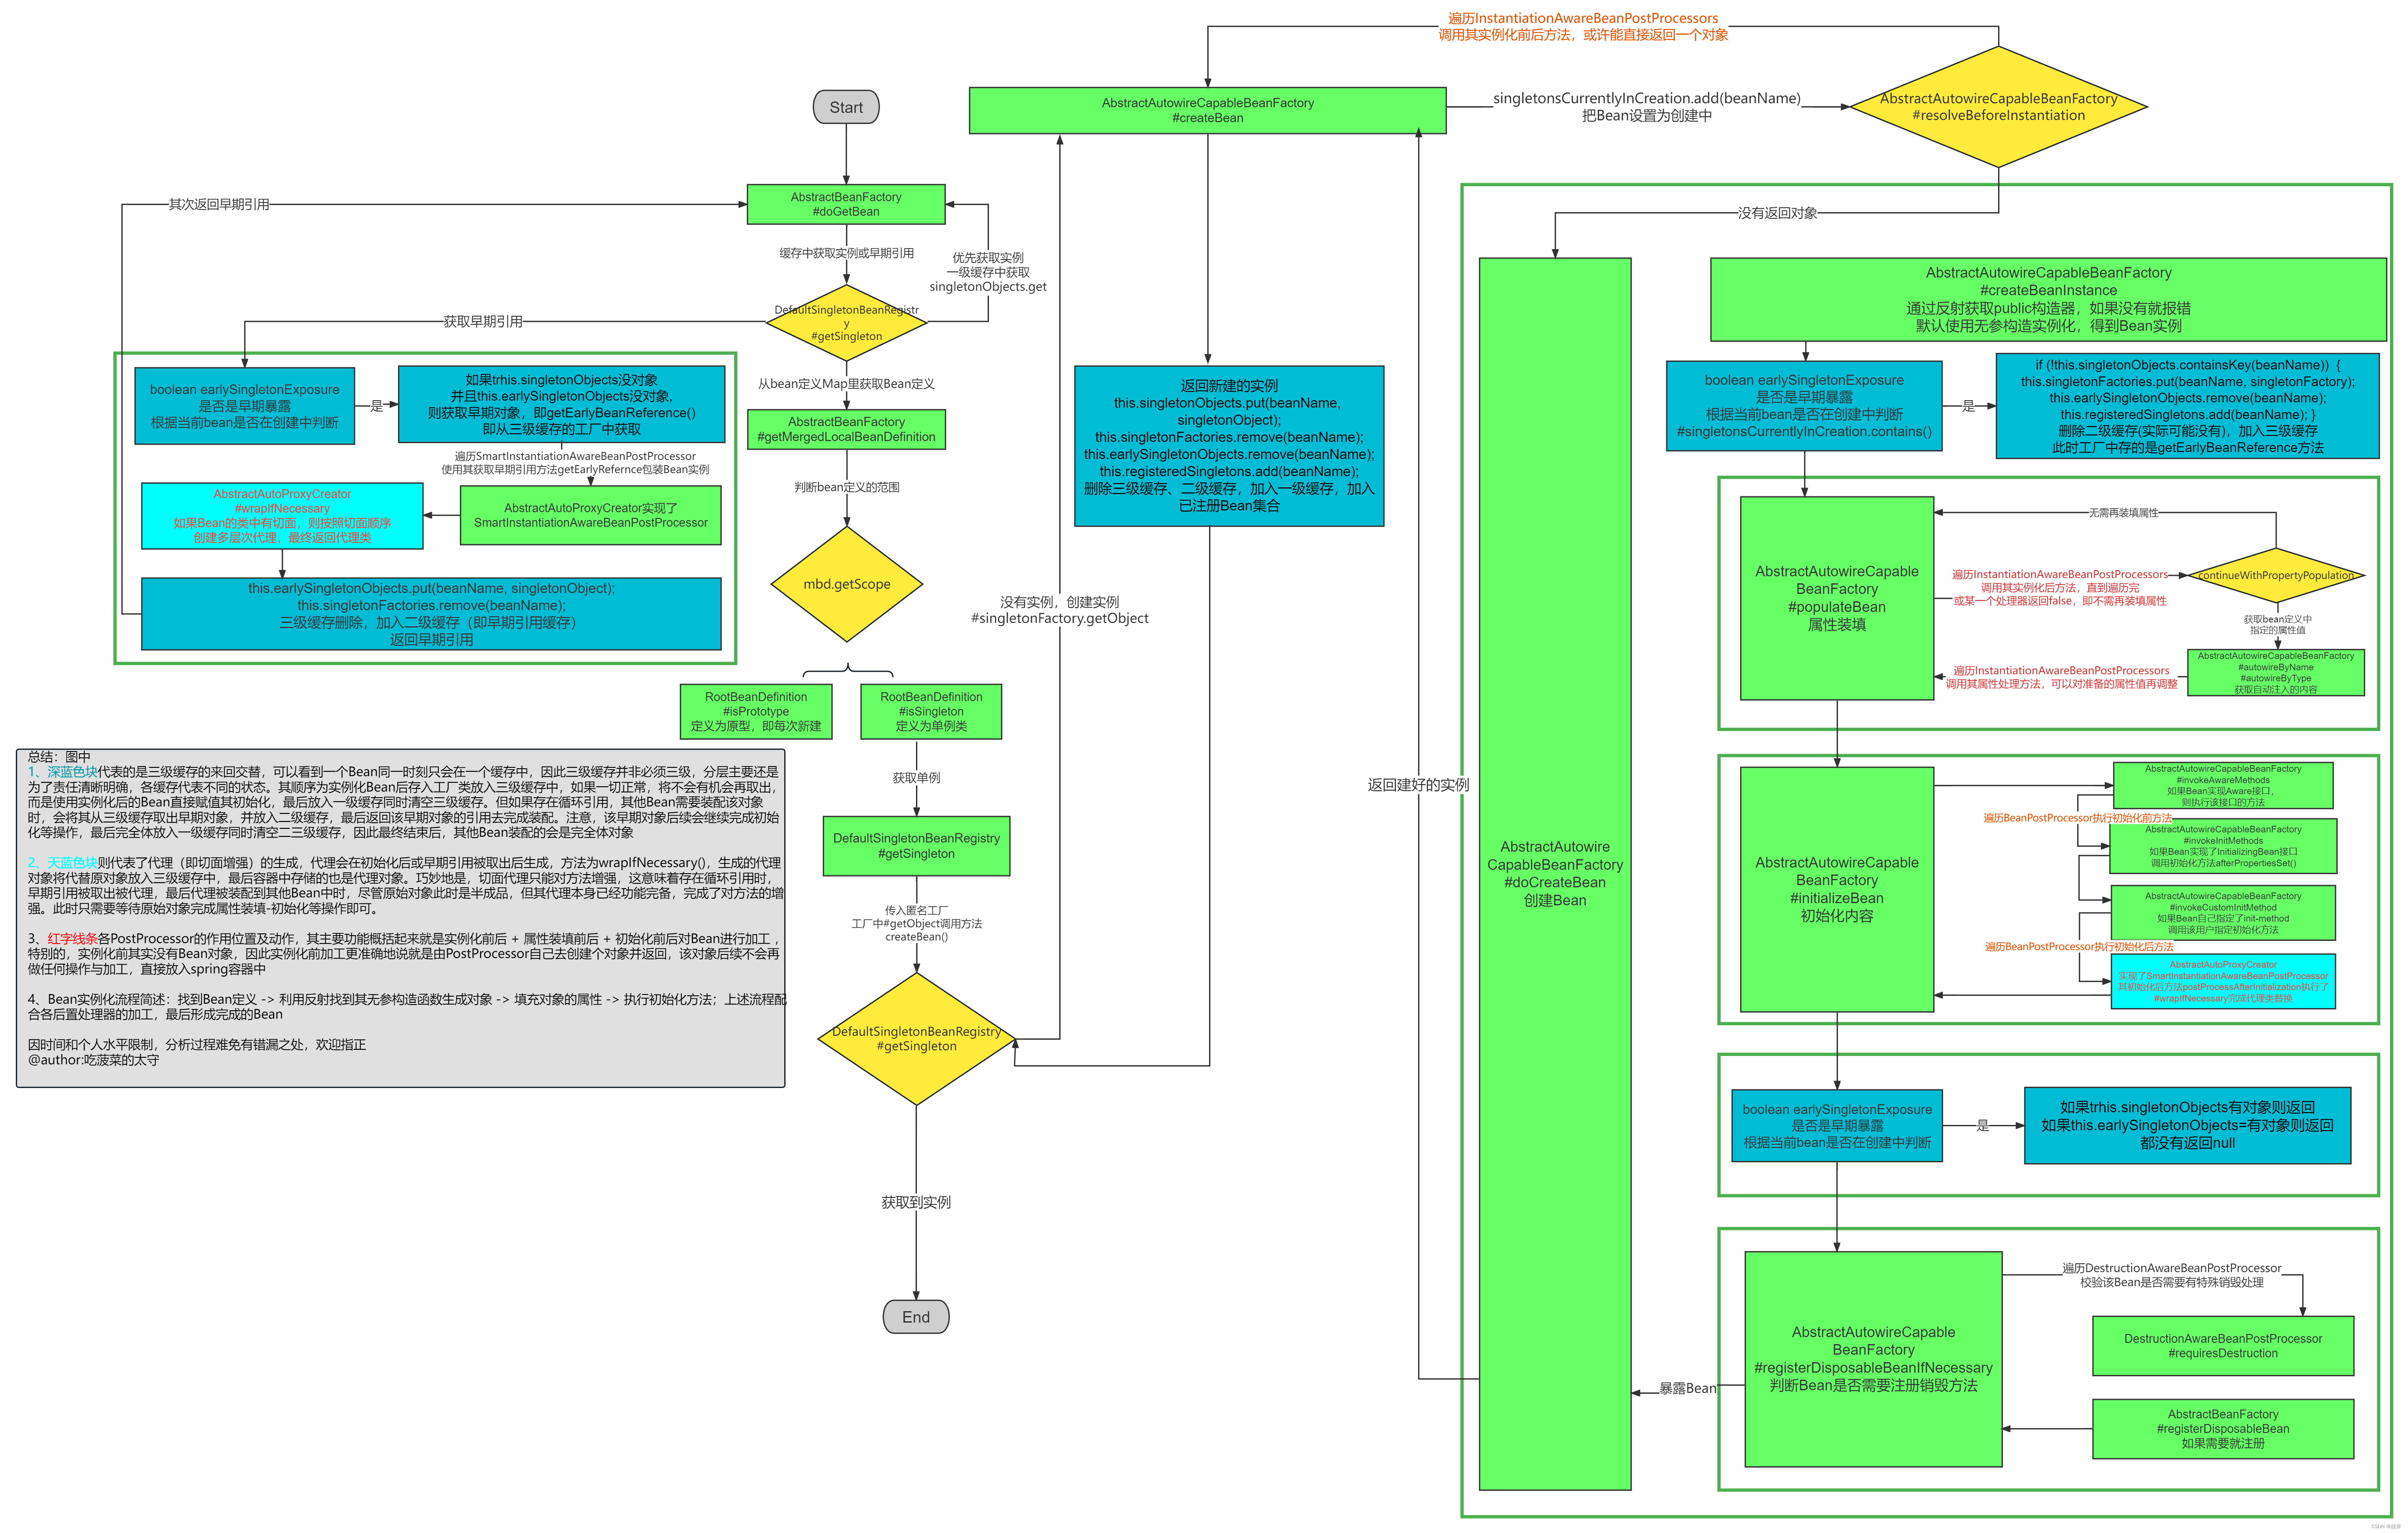 遍历InstantiationAwareBeanPostProcessors
调用其实例化前后方法，或许能直接返回一个对象
Start
AbstractAutowireCapableBeanFactory
#createBean
singletonsCurrentlyInCreation.add(beanName)
把Bean设置为创建中
AbstractAutowireCapableBeanFactory
#resolveBeforeInstantiation
其次返回早期引用
AbstractBeanFactory
#doGetBean
没有返回对象
缓存中获取实例或早期引用
优先获取实例
一级缓存中获取
singletonObjects.get
DefaultSingletonBeanRegistr
y
#getSingleton
获取早期引用
AbstractAutowireCapableBeanFactory
#createBeanInstance
通过反射获取public构造器，如果没有就报错
默认使用无参构造实例化，得到Bean实例
boolean earlySingletonExposure
是否是早期暴露
根据当前bean是否在创建中判断
是
如果trhis.singletonObjects没对象
并且this.earlySingletonObjects没对象,
则获取早期对象，即getEarlyBeanReference()
即从三级缓存的工厂中获取
从bean定义Map里获取Bean定义
AbstractBeanFactory
#getMergedLocalBeanDefinition
返回新建的实例
this.singletonObjects.put(beanName,
singletonObject);
this.singletonFactories.remove(beanName);
this.earlySingletonObjects.remove(beanName);
this.registeredSingletons.add(beanName);
删除三级缓存、二级缓存，加入一级缓存，加入
已注册Bean集合
boolean earlySingletonExposure
是否是早期暴露
根据当前bean是否在创建中判断
#singletonsCurrentlyInCreation.contains()
是
if (!this.singletonObjects.containsKey(beanName)) {
this.singletonFactories.put(beanName, singletonFactory);
this.earlySingletonObjects.remove(beanName);
this.registeredSingletons.add(beanName); }
删除二级缓存(实际可能没有)，加入三级缓存
此时工厂中存的是getEarlyBeanReference方法
遍历SmartInstantiationAwareBeanPostProcessor
使用其获取早期引用方法getEarlyRefernce包装Bean实例
判断bean定义的范围
AbstractAutoProxyCreator
#wrapIfNecessary
如果Bean的类中有切面，则按照切面顺序
创建多层次代理，最终返回代理类
AbstractAutoProxyCreator实现了
SmartInstantiationAwareBeanPostProcessor
this.earlySingletonObjects.put(beanName, singletonObject);
this.singletonFactories.remove(beanName);
三级缓存删除，加入二级缓存（即早期引用缓存）
返回早期引用
mbd.getScope
没有实例，创建实例
#singletonFactory.getObject
AbstractAutowireCapable
BeanFactory
#populateBean
属性装填
无需再装填属性
遍历InstantiationAwareBeanPostProcessors
调用其实例化后方法，直到遍历完
或某一个处理器返回false，即不需再装填属性
continueWithPropertyPopulation
获取bean定义中
指定的属性值
遍历InstantiationAwareBeanPostProcessors
调用其属性处理方法，可以对准备的属性值再调整
AbstractAutowireCapableBeanFactory
#autowireByName
#autowireByType
获取自动注入的内容
RootBeanDefinition
#isPrototype
定义为原型，即每次新建
RootBeanDefinition
#isSingleton
定义为单例类
总结：图中
1、深蓝色块代表的是三级缓存的来回交替，可以看到一个Bean同一时刻只会在一个缓存中，因此三级缓存并非必须三级，分层主要还是
为了责任清晰明确，各缓存代表不同的状态。其顺序为实例化Bean后存入工厂类放入三级缓存中，如果一切正常，将不会有机会再取出，
而是使用实例化后的Bean直接赋值其初始化，最后放入一级缓存同时清空三级缓存。但如果存在循环引用，其他Bean需要装配该对象
时，会将其从三级缓存取出早期对象，并放入二级缓存，最后返回该早期对象的引用去完成装配。注意，该早期对象后续会继续完成初始
化等操作，最后完全体放入一级缓存同时清空二三级缓存，因此最终结束后，其他Bean装配的会是完全体对象
2、天蓝色块则代表了代理（即切面增强）的生成，代理会在初始化后或早期引用被取出后生成，方法为wrapIfNecessary()，生成的代理
对象将代替原对象放入三级缓存中，最后容器中存储的也是代理对象。巧妙地是，切面代理只能对方法增强，这意味着存在循环引用时，
早期引用被取出被代理，最后代理被装配到其他Bean中时，尽管原始对象此时是半成品，但其代理本身已经功能完备，完成了对方法的增
强。此时只需要等待原始对象完成属性装填-初始化等操作即可。
3、红字线条各PostProcessor的作用位置及动作，其主要功能概括起来就是实例化前后 + 属性装填前后 + 初始化前后对Bean进行加工，
特别的，实例化前其实没有Bean对象，因此实例化前加工更准确地说就是由PostProcessor自己去创建个对象并返回，该对象后续不会再
做任何操作与加工，直接放入spring容器中
4、Bean实例化流程简述：找到Bean定义 -> 利用反射找到其无参构造函数生成对象 -> 填充对象的属性 -> 执行初始化方法；上述流程配
合各后置处理器的加工，最后形成完成的Bean
因时间和个人水平限制，分析过程难免有错漏之处，欢迎指正
@author:吃菠菜的太守
获取单例
DefaultSingletonBeanRegistry
#getSingleton
传入匿名工厂
工厂中#getObject调用方法
createBean()
DefaultSingletonBeanRegistry
#getSingleton
获取到实例
End
返回建好的实例
AbstractAutowire
CapableBeanFactory
#doCreateBean
创建Bean
AbstractAutowireCapable
BeanFactory
#initializeBean
初始化内容
AbstractAutowireCapableBeanFactory
#invokeAwareMethods
如果Bean实现Aware接口，
则执行该接口的方法
遍历BeanPostProcessor执行初始化前方法
AbstractAutowireCapableBeanFactory
#invokeInitMethods
如果Bean实现了InitializingBean接口
调用初始化方法afterPropertiesSet()
AbstractAutowireCapableBeanFactory
#invokeCustomInitMethod
如果Bean自己指定了init-method
调用该用户指定初始化方法
遍历BeanPostProcessor执行初始化后方法
AbstractAutoProxyCreator
实现了SmartInstantiationAwareBeanPostProcessor
其初始化后方法postProcessAfterInitialization执行了
#wrapIfNecessary完成代理类替换
boolean earlySingletonExposure
是否是早期暴露
根据当前bean是否在创建中判断
是
如果trhis.singletonObjects有对象则返回
如果this.earlySingletonObjects=有对象则返回
都没有返回null
AbstractAutowireCapable
BeanFactory
#registerDisposableBeanIfNecessary
判断Bean是否需要注册销毁方法
遍历DestructionAwareBeanPostProcessor
校验该Bean是否需要有特殊销毁处理
DestructionAwareBeanPostProcessor
#requiresDestruction
暴露Bean
AbstractBeanFactory
#registerDisposableBean
如果需要就注册